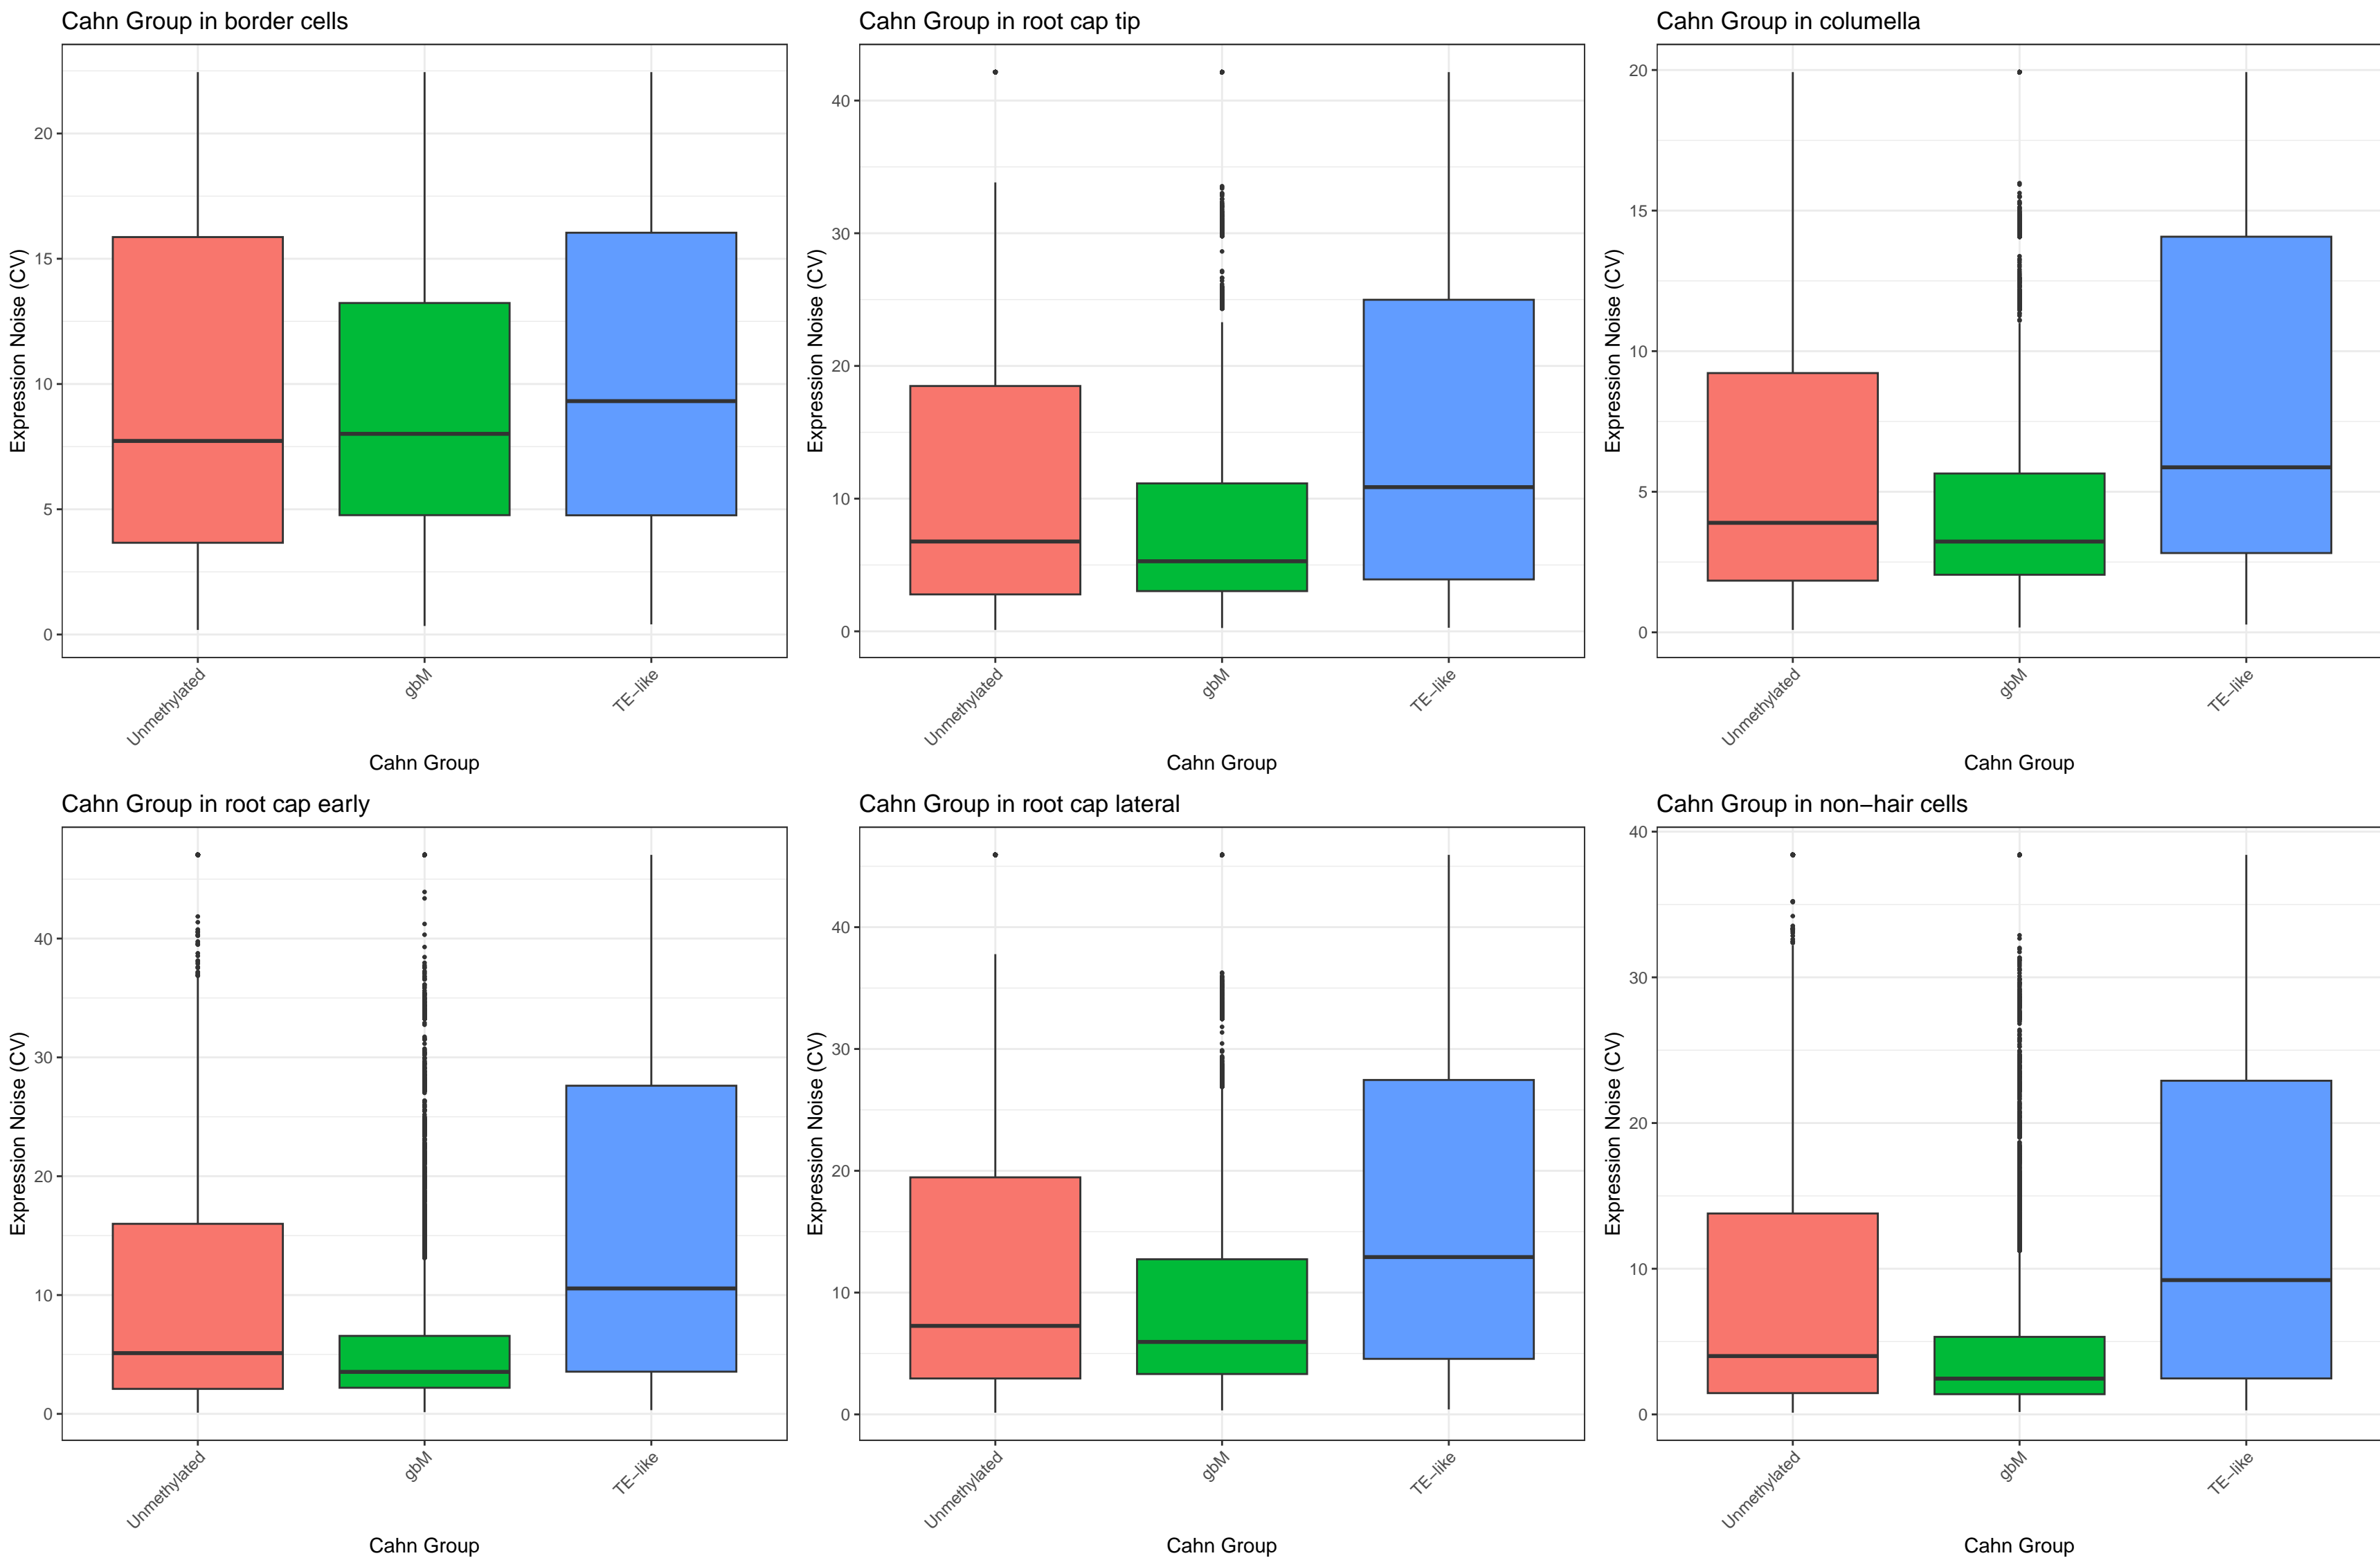 Cahn Group in border cells
Expression Noise (CV)
20
15
10
5
0
Unmethylated
gbM
TE−like
Cahn Group
Cahn Group in root cap tip
Expression Noise (CV)
40
30
20
10
0
Unmethylated
gbM
TE−like
Cahn Group
Cahn Group in columella
Expression Noise (CV)
20
15
10
5
0
Unmethylated
gbM
TE−like
Cahn Group
Cahn Group in root cap early
Expression Noise (CV)
40
30
20
10
0
Unmethylated
gbM
TE−like
Cahn Group
Cahn Group in root cap lateral
Expression Noise (CV)
40
30
20
10
0
Unmethylated
gbM
TE−like
Cahn Group
Cahn Group in non−hair cells
Expression Noise (CV)
40
30
20
10
0
Unmethylated
gbM
TE−like
Cahn Group